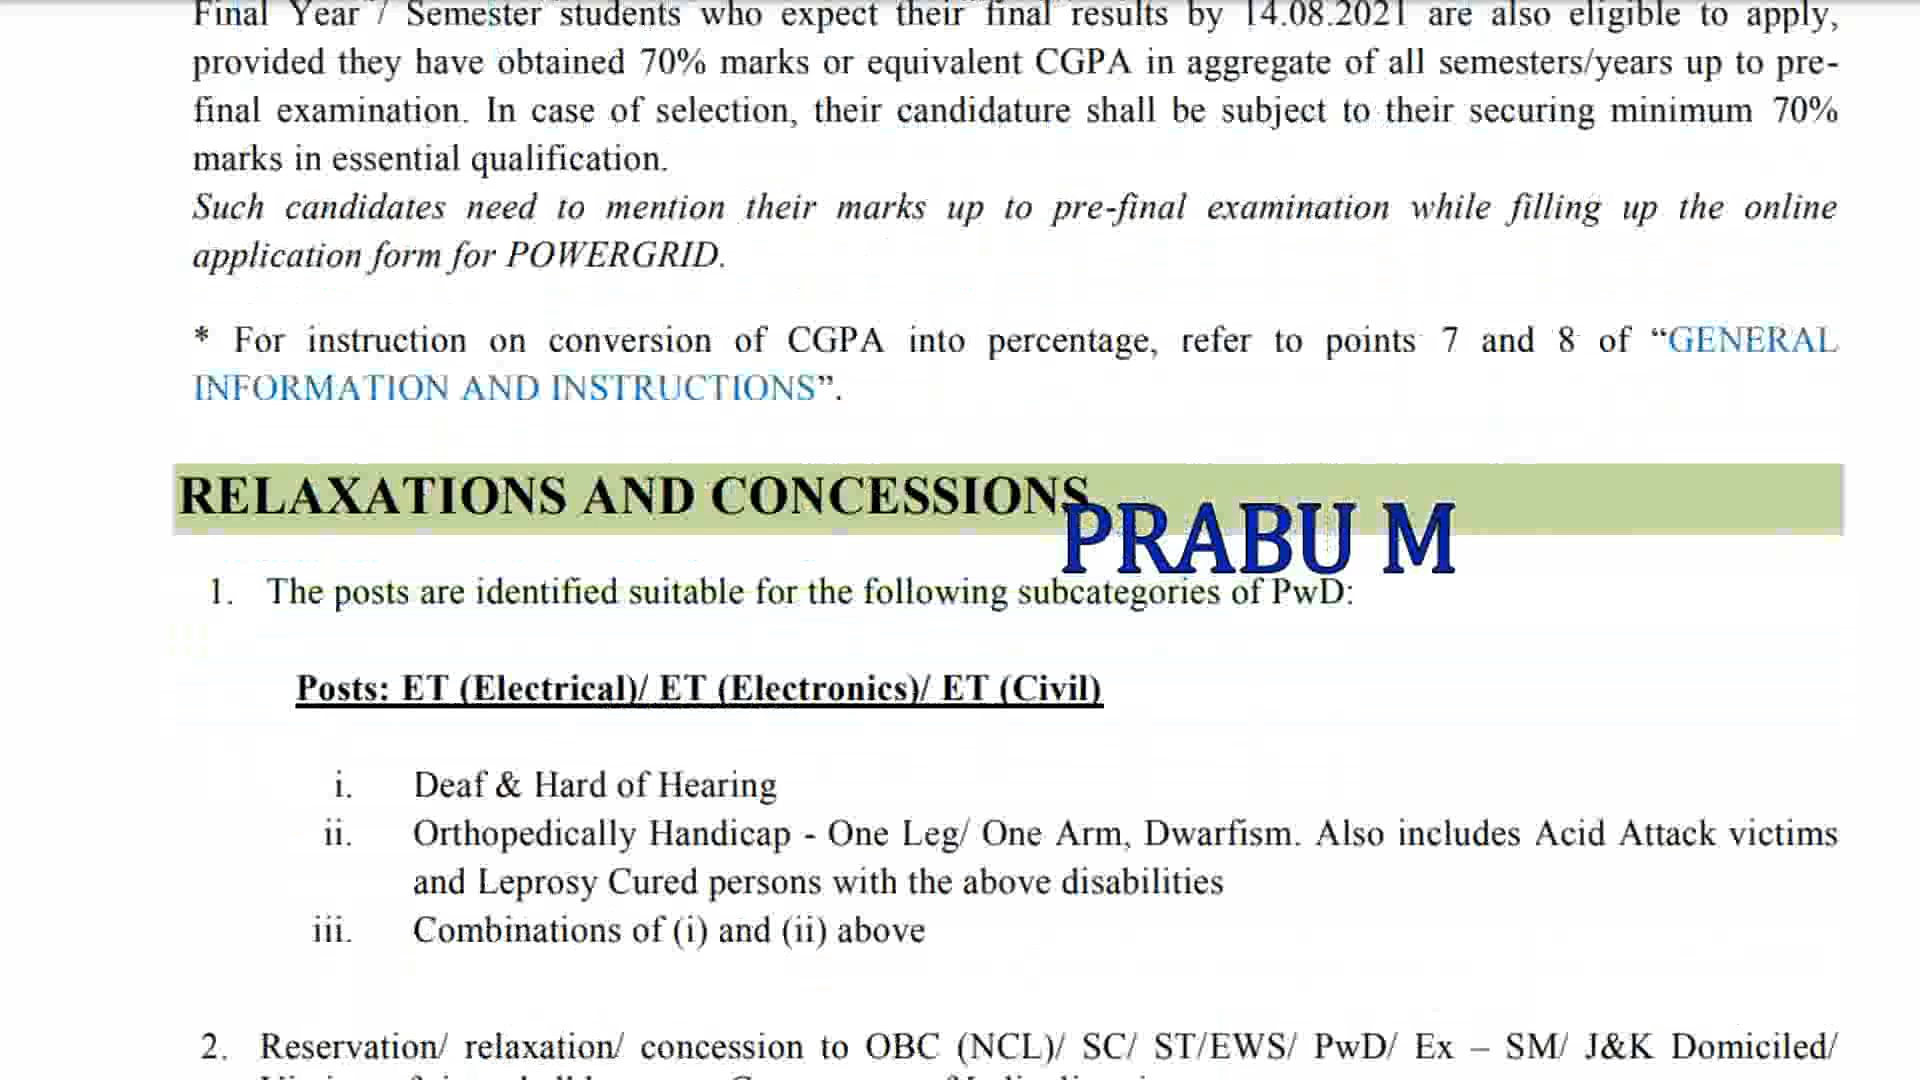 Final Year / Semester students who expect their final results by 14.08.2021 are also eligible to apply,
provided they have obtained 70% marks or equivalent CGPA in aggregate of all semesters/years up to pre-
final examination. In case of selection, their candidature shall be subject to their securing minimum 70%
marks in essential qualification.
Such candidates need to mention their marks up to pre-final examination while filling up the online
application form for POWERGRID.
* For instruction on conversion of CGPA into percentage, refer to points 7 and 8 of “GENERAL
INFORMATION AND INSTRUCTIONS”.
RELAXATIONS AND CONCESSIONS
PRABU M
1. The posts are identified suitable for the following subcategories of PwD:
Posts: ET (Electrical)/ ET (Electronics)/ ET (Civil)
i. Deaf & Hard of Hearing
ii. Orthopedically Handicap - One Leg/ One Arm, Dwarfism. Also includes Acid Attack victims
and Leprosy Cured persons with the above disabilities
iii. Combinations of (i) and (ii) above
2. Reservation/ relaxation/ concession to OBC (NCL)/ SC/ ST/EWS/ PwD/ Ex – SM/ J&K Domiciled/